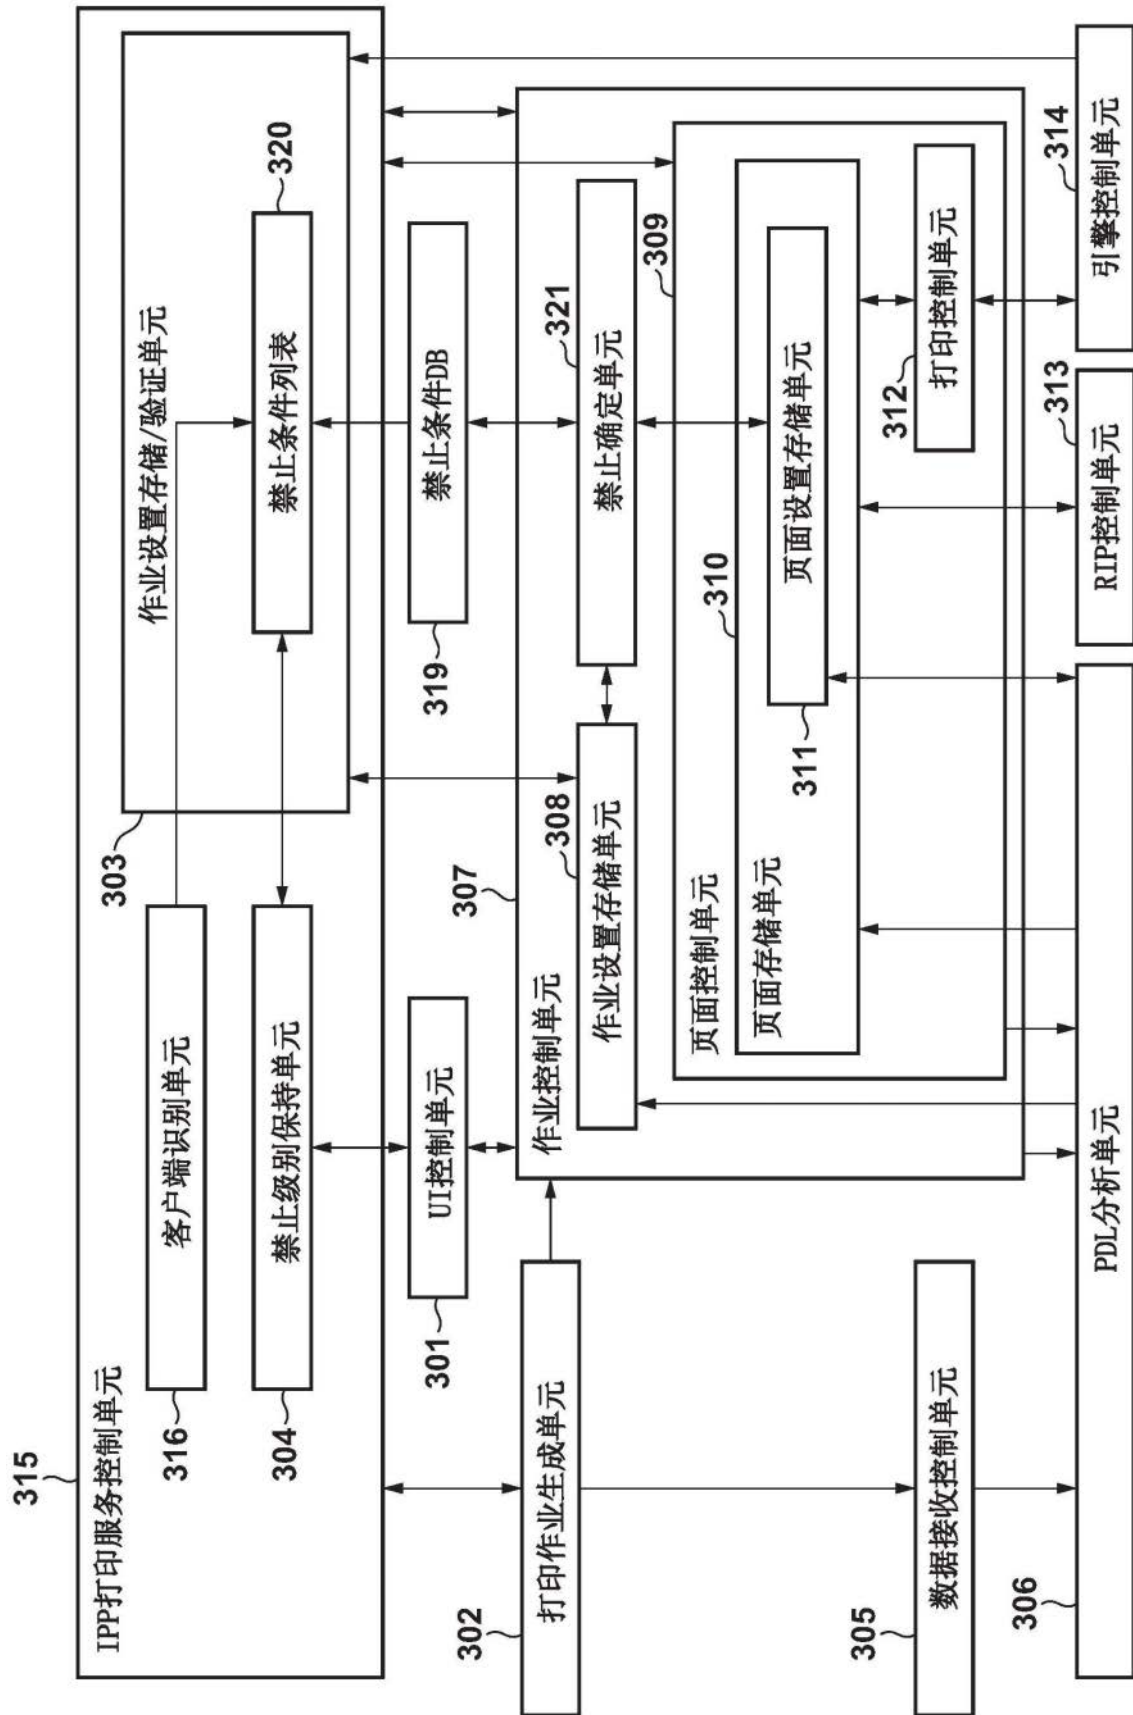 315
IPP打印服务控制单元
316
客户端识别单元
303
作业设置存储/验证单元
304
禁止级别保持单元
禁止条件列表
320
301
UI控制单元
319
禁止条件DB
302
打印作业生成单元
307
作业控制单元
作业设置存储单元
308
禁止确定单元
321
页面控制单元
309
页面存储单元
310
311
页面设置存储单元
305
数据接收控制单元
312
打印控制单元
306
PDL分析单元
RIP控制单元
313
引擎控制单元
314